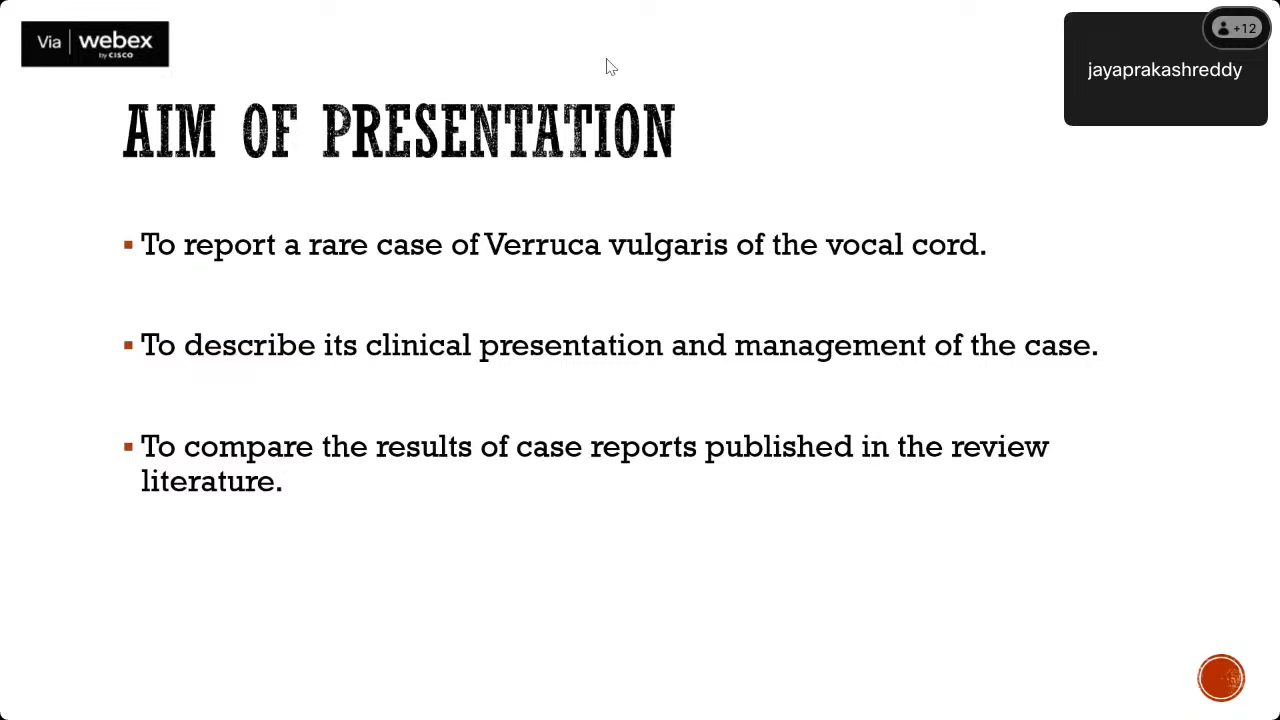 Via webex
by CISCO
+12
jayaprakashreddy
AIM OF PRESENTATION
▪ To report a rare case of Verruca vulgaris of the vocal cord.
▪ To describe its clinical presentation and management of the case.
▪ To compare the results of case reports published in the review
literature.